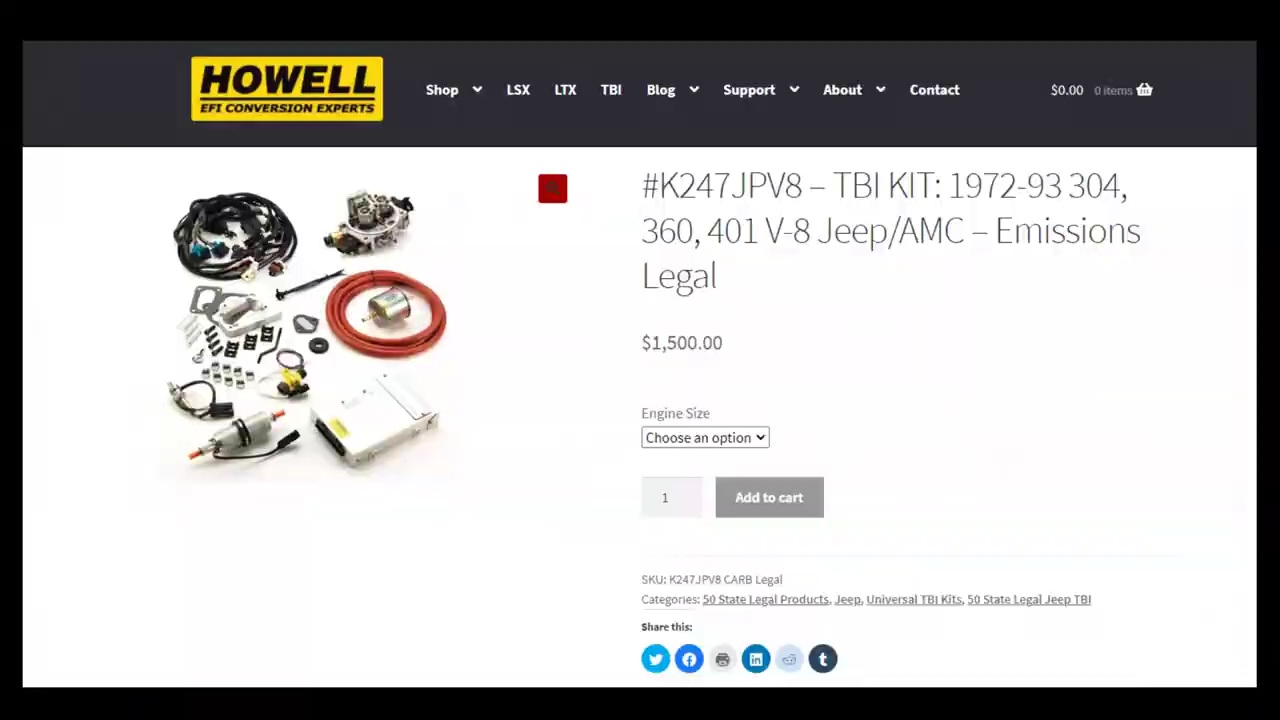 HOWELL
EFI CONVERSION EXPERTS
Shop LSX LTX TBI Blog Support About Contact $0.00 0 items
#K247JPV8 – TBI KIT: 1972-93 304,
360, 401 V-8 Jeep/AMC – Emissions
Legal
$1,500.00
Engine Size
Choose an option
1 Add to cart
SKU: K247JPV8 CARB Legal
Categories: 50 State Legal Products, Jeep, Universal TBI Kits, 50 State Legal Jeep TBI
Share this: